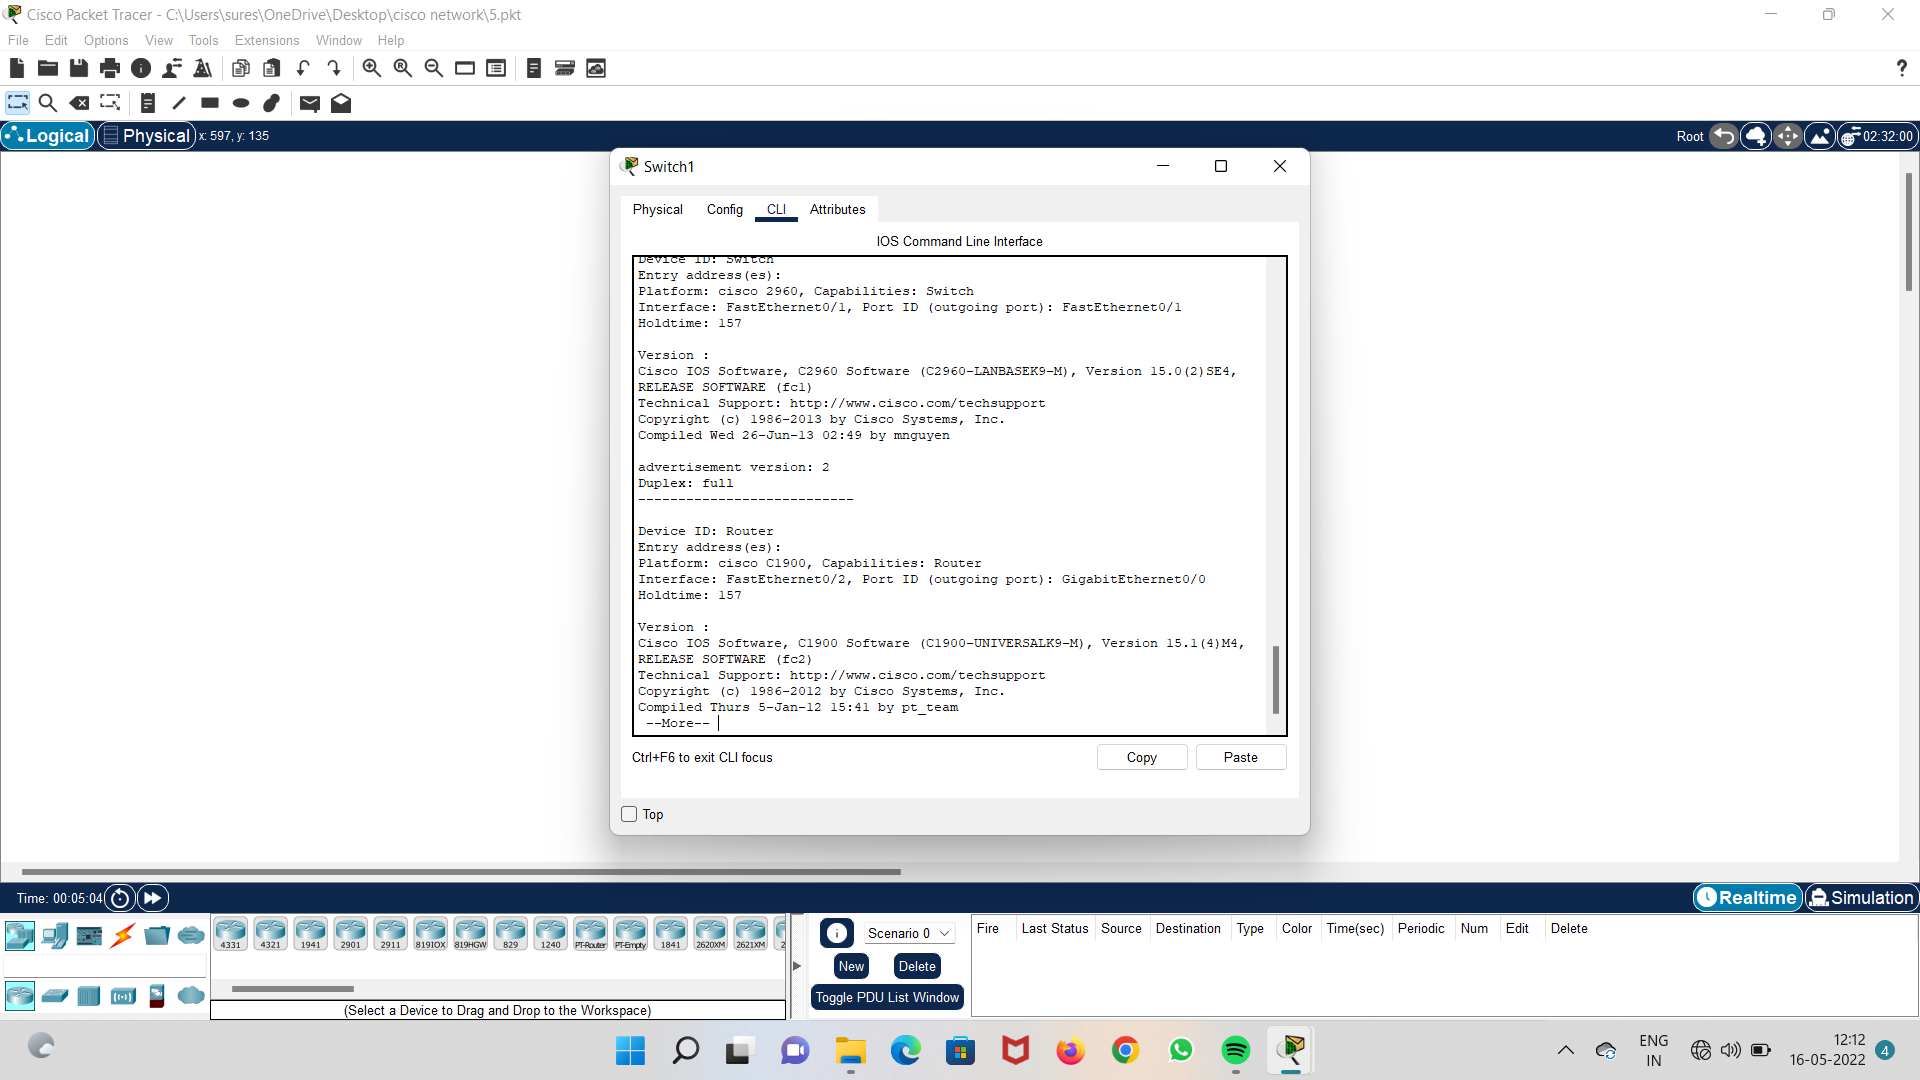 Cisco Packet Tracer - C:\Users\sures\OneDrive\Desktop\cisco network\5.pkt
File Edit Options View Tools Extensions Window Help
?
Logical Physical x: 597, y: 135 Root 02:32:00
Switch1
Physical Config CLI Attributes
IOS Command Line Interface
Device ID: Switch
Entry address(es):
Platform: cisco 2960, Capabilities: Switch
Interface: FastEthernet0/1, Port ID (outgoing port): FastEthernet0/1
Holdtime: 157
Version :
Cisco IOS Software, C2960 Software (C2960-LANBASEK9-M), Version 15.0(2)SE4,
RELEASE SOFTWARE (fc1)
Technical Support: http://www.cisco.com/techsupport
Copyright (c) 1986-2013 by Cisco Systems, Inc.
Compiled Wed 26-Jun-13 02:49 by mnguyen
advertisement version: 2
Duplex: full
---------------------------
Device ID: Router
Entry address(es):
Platform: cisco C1900, Capabilities: Router
Interface: FastEthernet0/2, Port ID (outgoing port): GigabitEthernet0/0
Holdtime: 157
Version :
Cisco IOS Software, C1900 Software (C1900-UNIVERSALK9-M), Version 15.1(4)M4,
RELEASE SOFTWARE (fc2)
Technical Support: http://www.cisco.com/techsupport
Copyright (c) 1986-2012 by Cisco Systems, Inc.
Compiled Thurs 5-Jan-12 15:41 by pt_team
--More--
Ctrl+F6 to exit CLI focus Copy Paste
Top
Time: 00:05:04 Realtime Simulation
4331 4321 1941 2901 2911 819IOX 819HGW 829 1240 PT-Router PT-Empty 1841 2620XM 2621XM 2
Scenario 0
New Delete
Toggle PDU List Window
Fire Last Status Source Destination Type Color Time(sec) Periodic Num Edit Delete
(Select a Device to Drag and Drop to the Workspace)
ENG
IN
12:12
16-05-2022
4